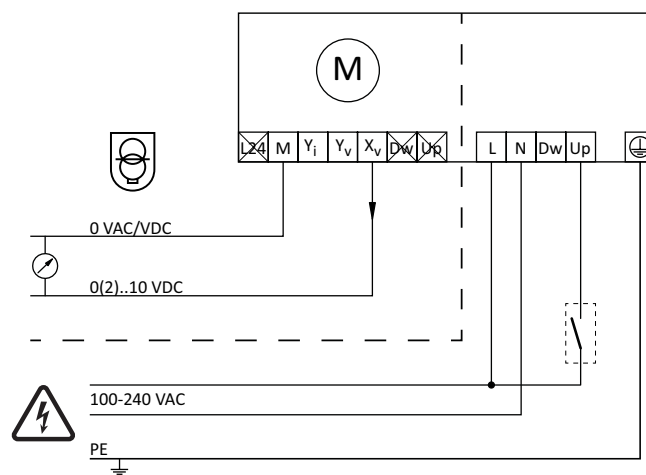 M
L24 M Yi Yv Xv Dw Up L N Dw Up
0 VAC/VDC
0(2)..10 VDC
100-240 VAC
PE